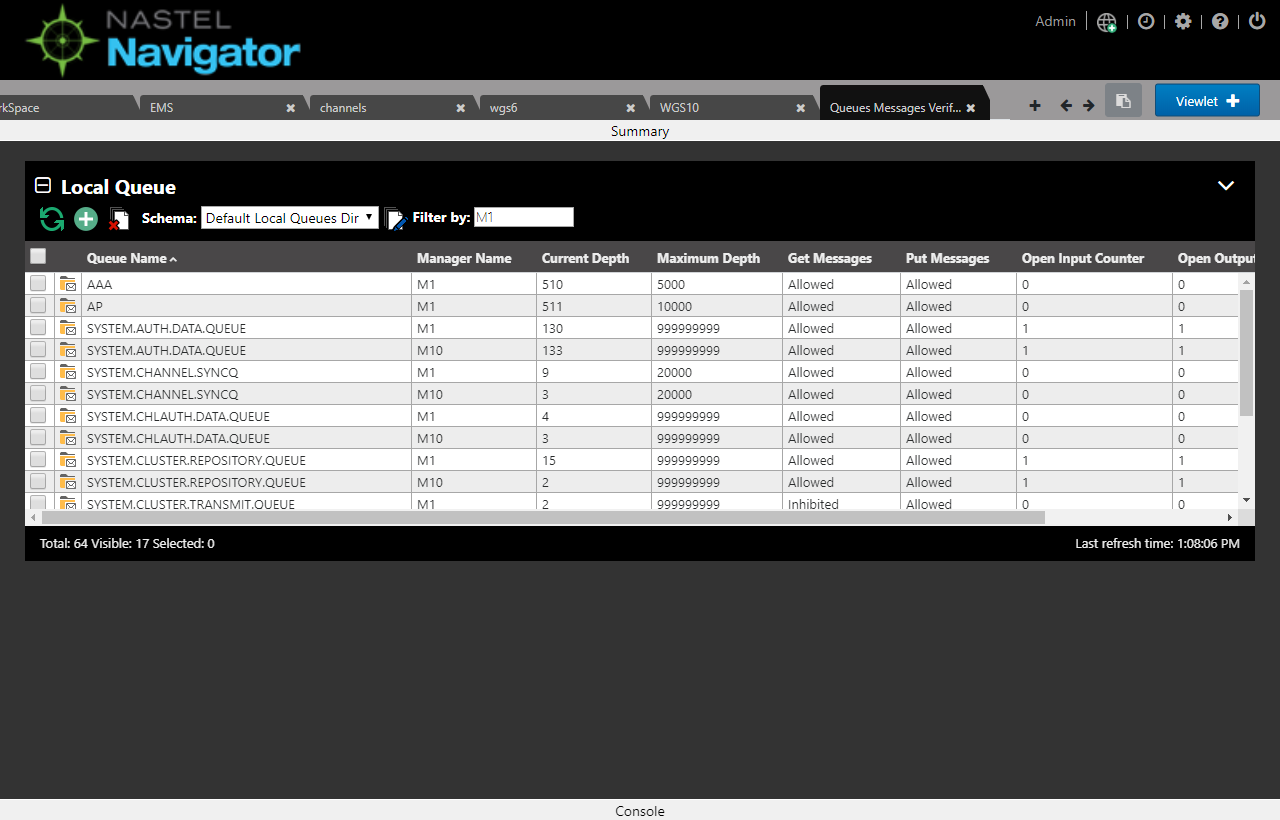 NASTEL
Navigator
Admin
rkSpace
EMS
channels
wgs6
WGS10
Queues Messages Verif...
Viewlet
Summary
Local Queue
Schema: Default Local Queues Dir Filter by: M1
Queue Name Manager Name Current Depth Maximum Depth Get Messages Put Messages Open Input Counter Open Output
AAA M1 510 5000 Allowed Allowed 0 0
AP M1 511 10000 Allowed Allowed 0 0
SYSTEM.AUTH.DATA.QUEUE M1 130 999999999 Allowed Allowed 1 1
SYSTEM.AUTH.DATA.QUEUE M10 133 999999999 Allowed Allowed 1 1
SYSTEM.CHANNEL.SYNCQ M1 9 20000 Allowed Allowed 0 0
SYSTEM.CHANNEL.SYNCQ M10 3 20000 Allowed Allowed 0 0
SYSTEM.CHLAUTH.DATA.QUEUE M1 4 999999999 Allowed Allowed 0 0
SYSTEM.CHLAUTH.DATA.QUEUE M10 3 999999999 Allowed Allowed 0 0
SYSTEM.CLUSTER.REPOSITORY.QUEUE M1 15 999999999 Allowed Allowed 1 1
SYSTEM.CLUSTER.REPOSITORY.QUEUE M10 2 999999999 Allowed Allowed 1 1
SYSTEM.CLUSTER.TRANSMIT.QUEUE M1 2 999999999 Inhibited Allowed 0 0
Total: 64 Visible: 17 Selected: 0
Last refresh time: 1:08:06 PM
Console